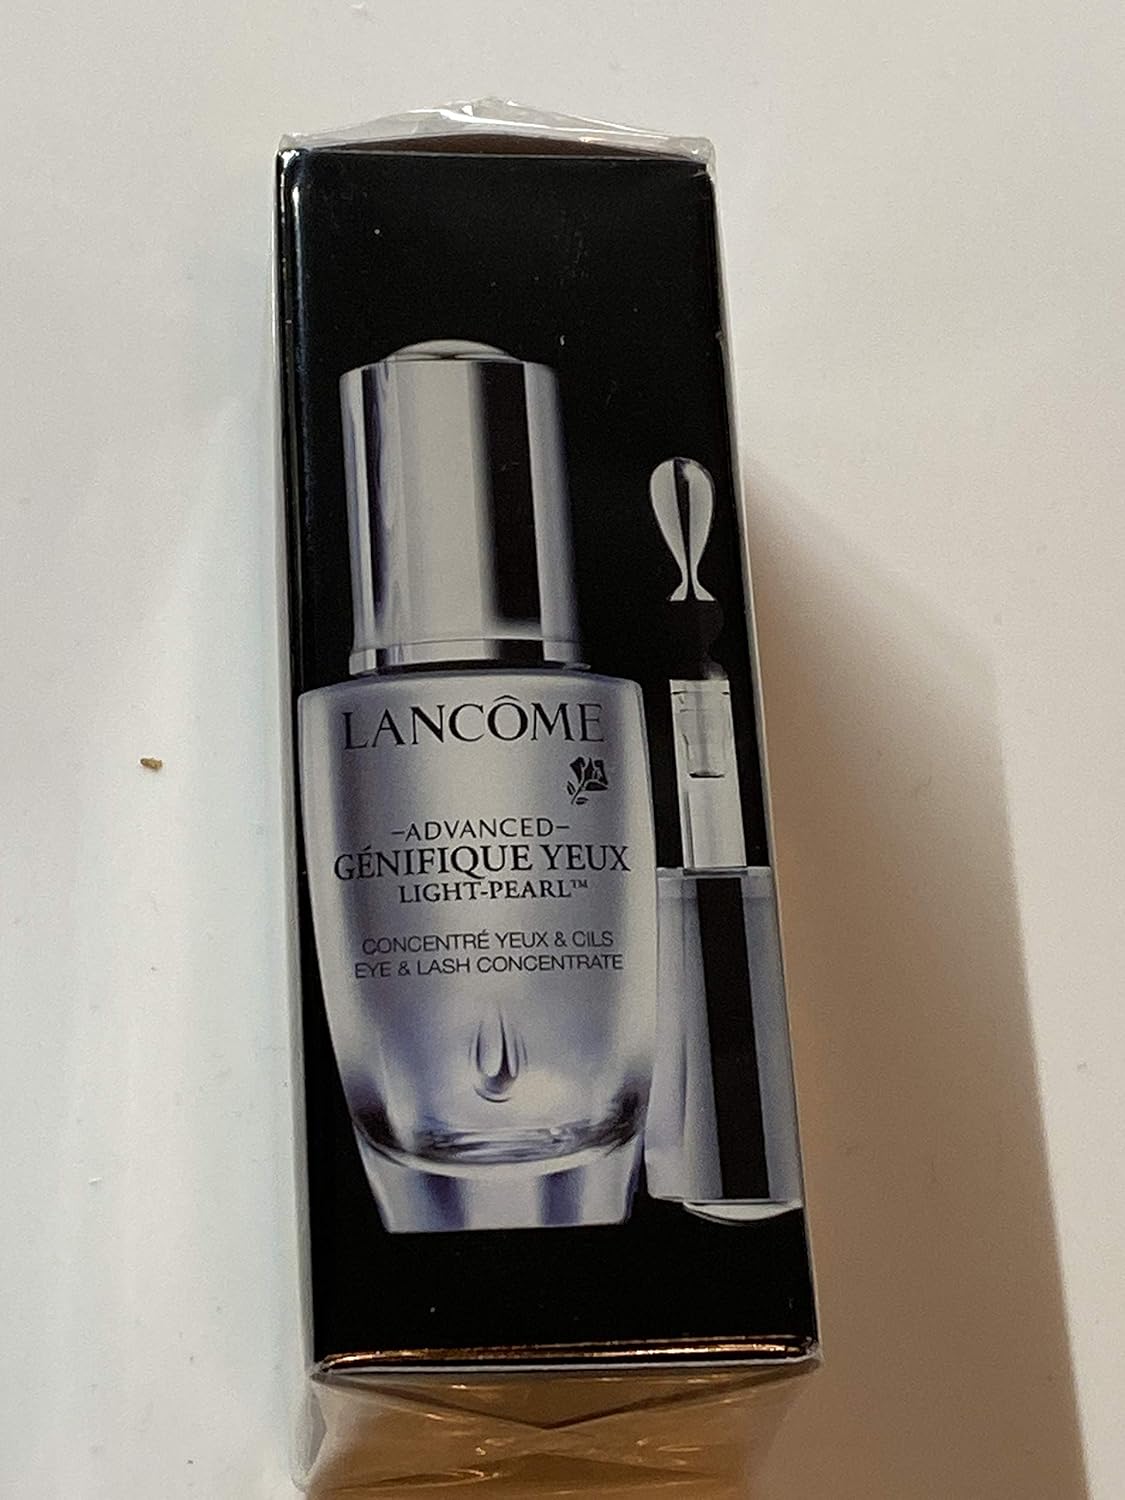 LANCÔME
–ADVANCED–
GÉNIFIQUE YEUX
LIGHT-PEARL™
CONCENTRÉ YEUX & CILS
EYE & LASH CONCENTRATE